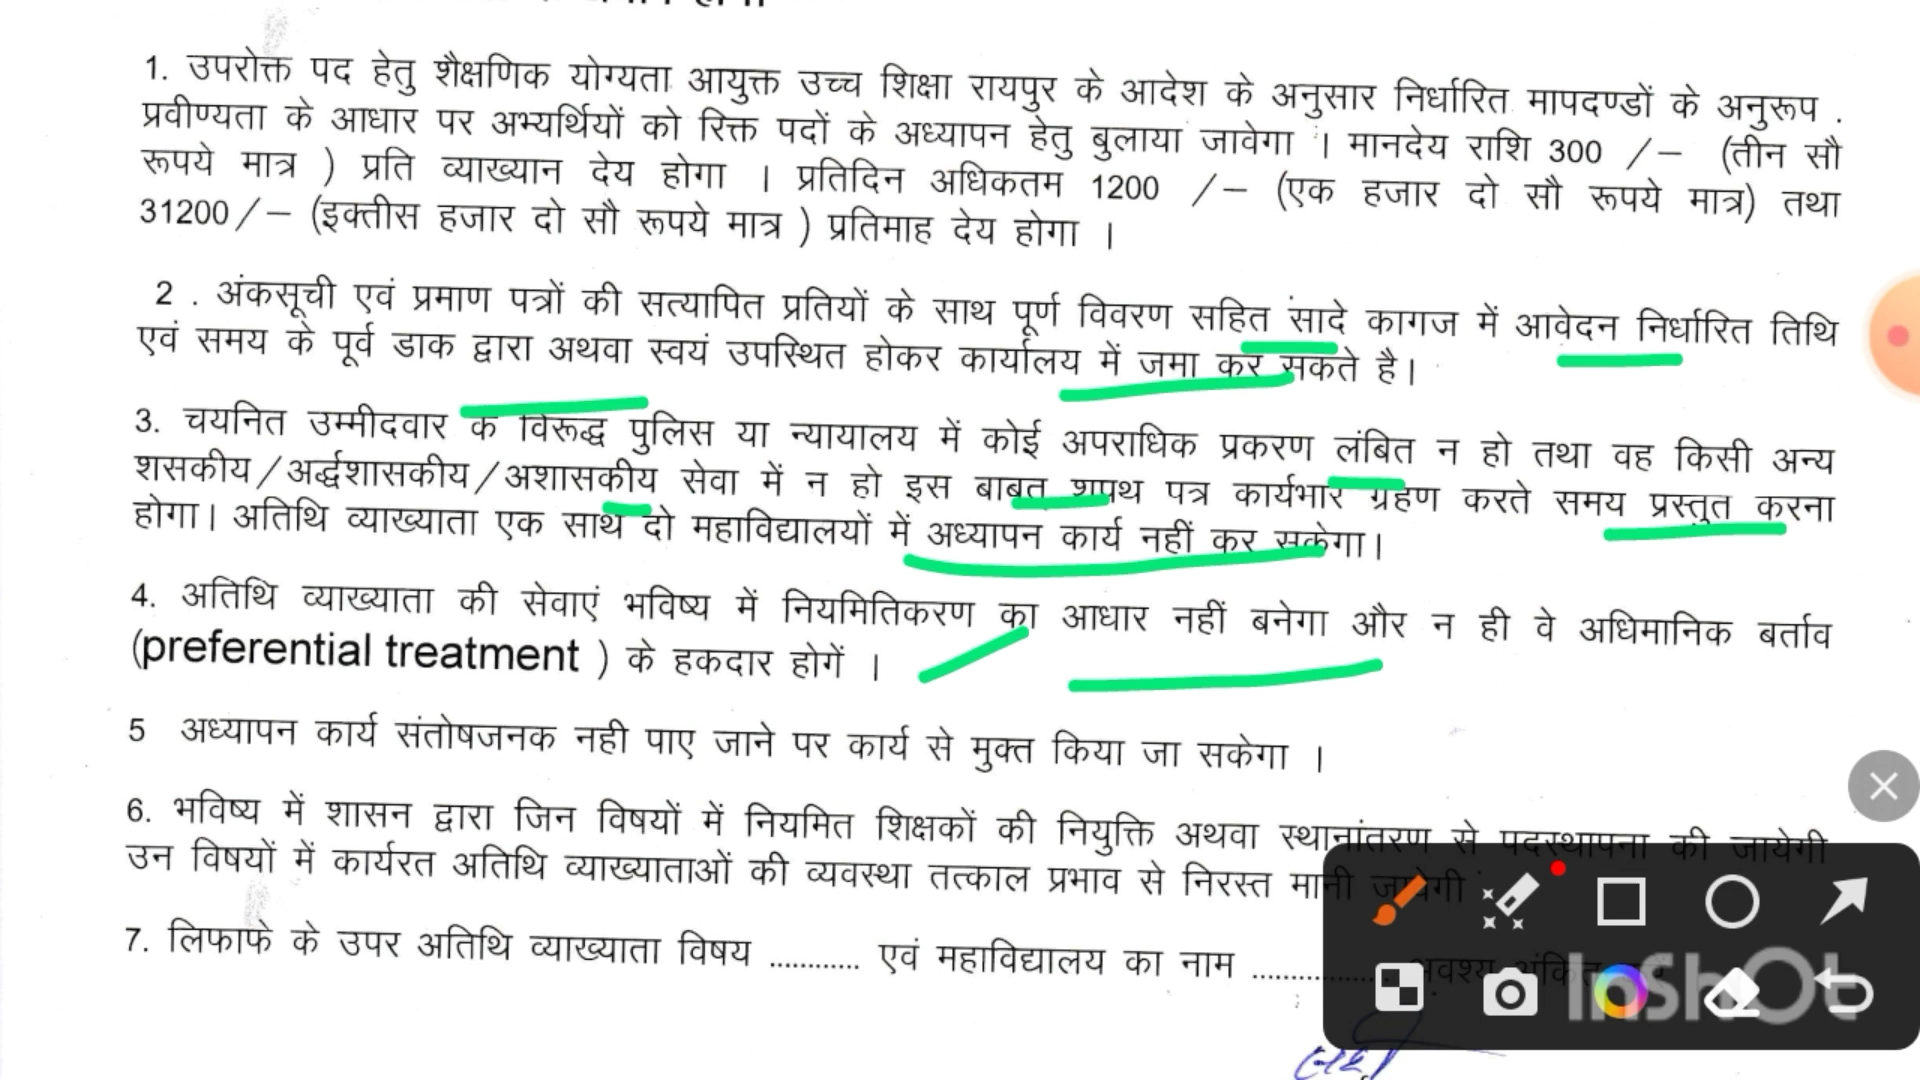 1. उपरोक्त पद हेतु शैक्षणिक योग्यता आयुक्त उच्च शिक्षा रायपुर के आदेश के अनुसार निर्धारित मापदण्डों के अनुरूप .
प्रवीण्यता के आधार पर अभ्यर्थियों को रिक्त पदों के अध्यापन हेतु बुलाया जावेगा । मानदेय राशि 300 /– (तीन सौ
रूपये मात्र ) प्रति व्याख्यान देय होगा । प्रतिदिन अधिकतम 1200 /– (एक हजार दो सौ रूपये मात्र) तथा
31200/– (इक्तीस हजार दो सौ रूपये मात्र ) प्रतिमाह देय होगा ।
2 . अंकसूची एवं प्रमाण पत्रों की सत्यापित प्रतियों के साथ पूर्ण विवरण सहित सादे कागज में आवेदन निर्धारित तिथि
एवं समय के पूर्व डाक द्वारा अथवा स्वयं उपस्थित होकर कार्यालय में जमा कर सकते है।
3. चयनित उम्मीदवार के विरूद्ध पुलिस या न्यायालय में कोई अपराधिक प्रकरण लंबित न हो तथा वह किसी अन्य
शसकीय/अर्द्धशासकीय/अशासकीय सेवा में न हो इस बाबत शपथ पत्र कार्यभार ग्रहण करते समय प्रस्तुत करना
होगा। अतिथि व्याख्याता एक साथ दो महाविद्यालयों में अध्यापन कार्य नहीं कर सकेगा।
4. अतिथि व्याख्याता की सेवाएं भविष्य में नियमितिकरण का आधार नहीं बनेगा और न ही वे अधिमानिक बर्ताव
(preferential treatment ) के हकदार होगें ।
5 अध्यापन कार्य संतोषजनक नही पाए जाने पर कार्य से मुक्त किया जा सकेगा ।
6. भविष्य में शासन द्वारा जिन विषयों में नियमित शिक्षकों की नियुक्ति अथवा स्थानांतरण से पदस्थापना की जायेगी
उन विषयों में कार्यरत अतिथि व्याख्याताओं की व्यवस्था तत्काल प्रभाव से निरस्त मानी जायेगी
7. लिफाफे के उपर अतिथि व्याख्याता विषय ............ एवं महाविद्यालय का नाम .................. अवश्य अंकित
InShOt